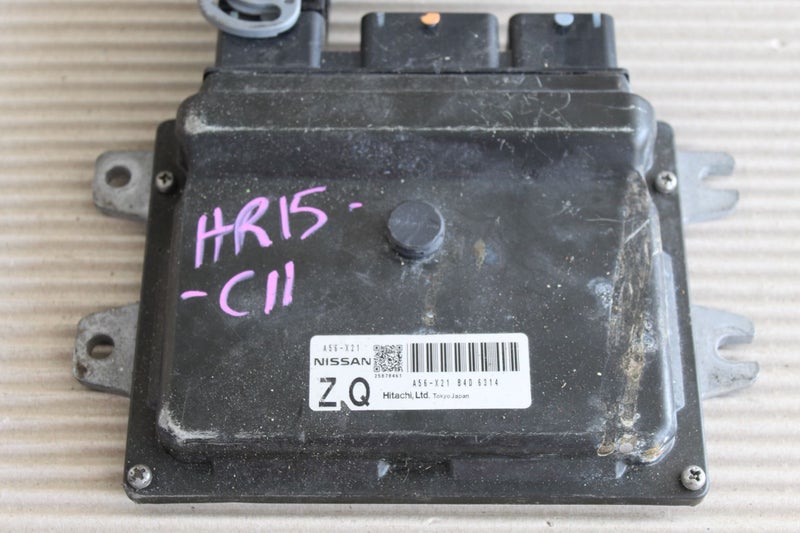 HR15-
-C11
A56-X21
NISSAN
ZQ
A56-X21 B4D 6314
Hitachi, Ltd. Tokyo Japan